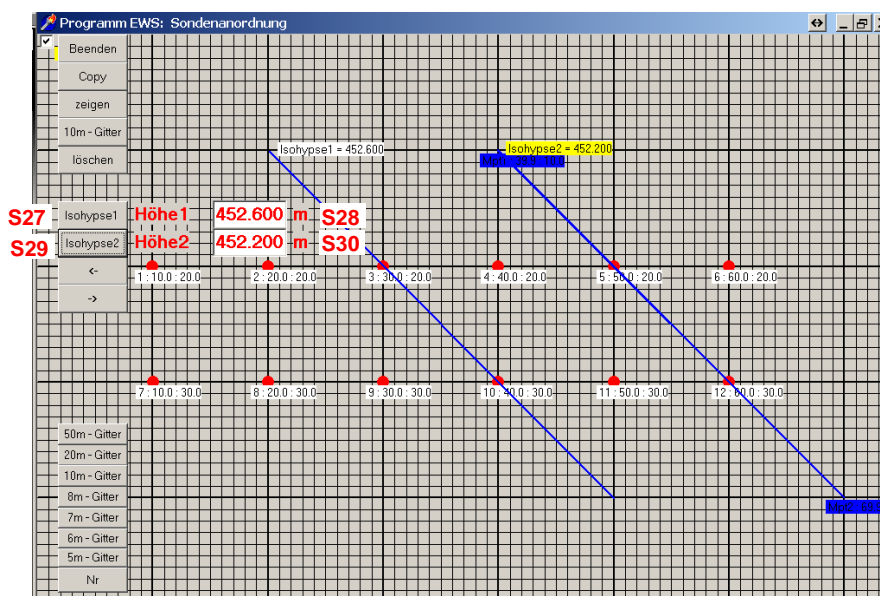 Programm EWS: Sondenanordnung
Beenden
Copy
zeigen
10m - Gitter
löschen
Isohypse1 = 452.600
Isohypse2 = 452.200
S27 Isohypse1 Höhe1 452.600 m S28
S29 Isohypse2 Höhe2 452.200 m S30
<-
->
1 : 10.0 : 20.0
2 : 20.0 : 20.0
3 : 30.0 : 20.0
4 : 40.0 : 20.0
5 : 50.0 : 20.0
6 : 60.0 : 20.0
7 : 10.0 : 30.0
8 : 20.0 : 30.0
9 : 30.0 : 30.0
10 : 40.0 : 30.0
11 : 50.0 : 30.0
12 : 60.0 : 30.0
50m - Gitter
20m - Gitter
10m - Gitter
8m - Gitter
7m - Gitter
6m - Gitter
5m - Gitter
Nr